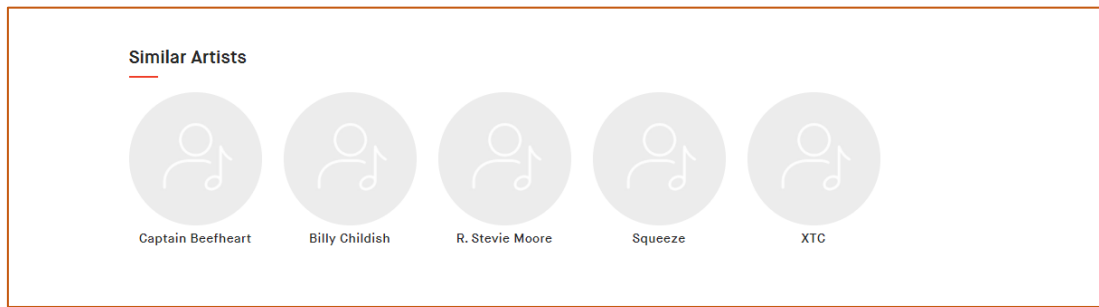 Similar Artists
Captain Beefheart Billy Childish R. Stevie Moore Squeeze XTC